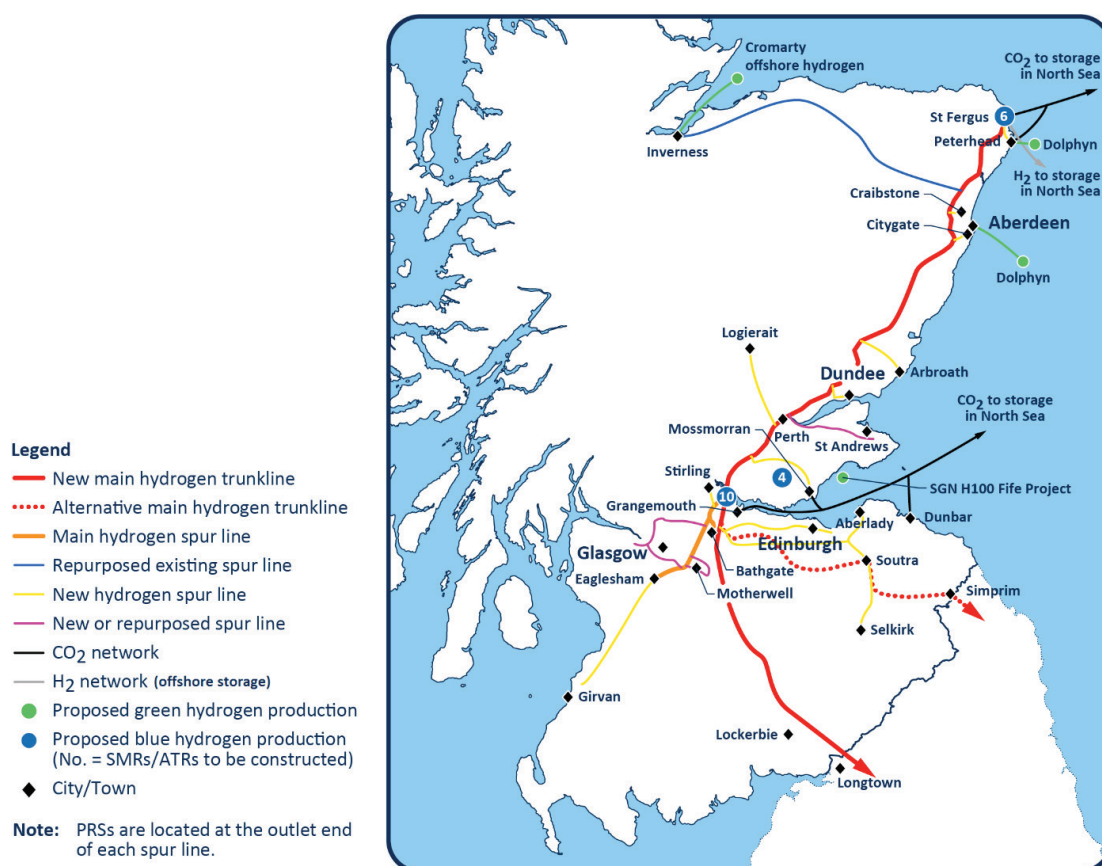 Cromarty
offshore hydrogen
CO2 to storage
in North Sea
St Fergus
6
Peterhead
Dolphyn
Inverness
H2 to storage
in North Sea
Craibstone
Citygate
Aberdeen
Dolphyn
Logierait
Dundee
Arbroath
CO2 to storage
in North Sea
Mossmorran
Perth
St Andrews
Stirling
4
10
SGN H100 Fife Project
Grangemouth
Aberlady
Dunbar
Glasgow
Edinburgh
Bathgate
Soutra
Eaglesham
Motherwell
Simprim
Selkirk
Girvan
Lockerbie
Longtown
Legend
New main hydrogen trunkline
Alternative main hydrogen trunkline
Main hydrogen spur line
Repurposed existing spur line
New hydrogen spur line
New or repurposed spur line
CO2 network
H2 network (offshore storage)
Proposed green hydrogen production
Proposed blue hydrogen production
(No. = SMRs/ATRs to be constructed)
City/Town
Note: PRSs are located at the outlet end
of each spur line.